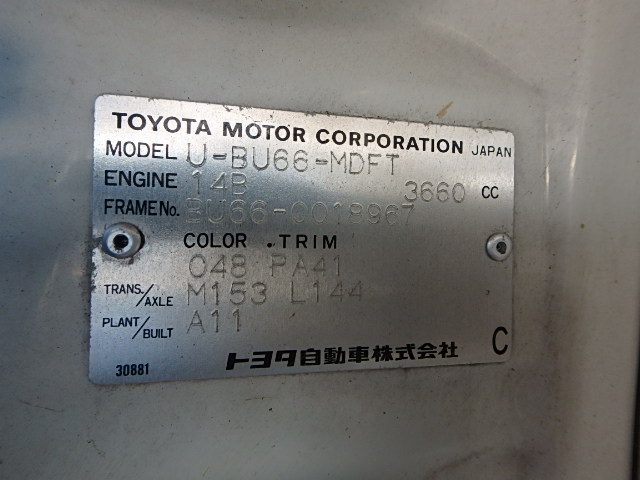 TOYOTA MOTOR CORPORATION JAPAN
MODEL U-BU66-MDFT
ENGINE 14B 3660 CC
FRAME No. BU66-0018967
COLOR . TRIM
048 PA41
TRANS./AXLE M153 L144
PLANT/BUILT A11
30881 トヨタ自動車株式会社 C